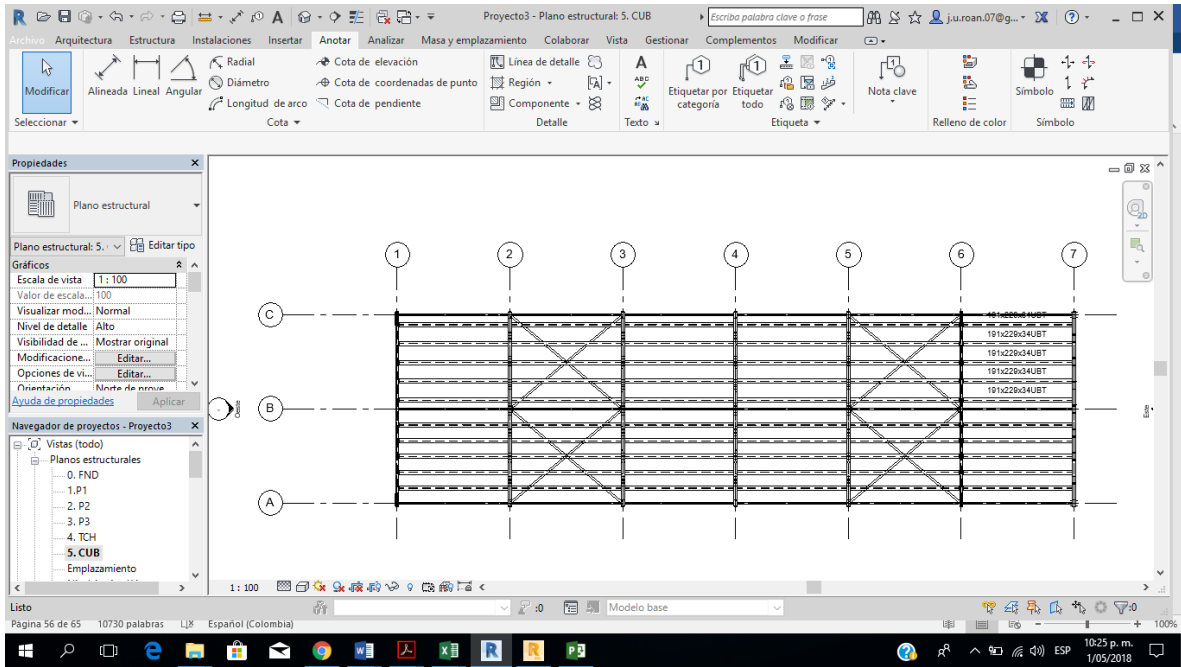 Proyecto3 - Plano estructural: 5. CUB
Escriba palabra clave o frase
j.u.roan.07@g...
Archivo Arquitectura Estructura Instalaciones Insertar Anotar Analizar Masa y emplazamiento Colaborar Vista Gestionar Complementos Modificar
Modificar
Alineada Lineal Angular
Radial
Diámetro
Longitud de arco
Cota de elevación
Cota de coordenadas de punto
Cota de pendiente
Línea de detalle
Región
Componente
A
ABC
Etiquetar por categoría
Etiquetar todo
Nota clave
Símbolo
Seleccionar Cota Detalle Texto Etiqueta Relleno de color Símbolo
Propiedades
Plano estructural
Plano estructural: 5. Editar tipo
Gráficos
Escala de vista 1 : 100
Valor de escala... 100
Visualizar mod... Normal
Nivel de detalle Alto
Visibilidad de ... Mostrar original
Modificacione... Editar...
Opciones de vi... Editar...
Orientación Norte de proye
Ayuda de propiedades Aplicar
Navegador de proyectos - Proyecto3
Vistas (todo)
Planos estructurales
0. FND
1.P1
2. P2
3. P3
4. TCH
5. CUB
Emplazamiento
1 2 3 4 5 6 7
C
191x229x34UBT
191x229x34UBT
191x229x34UBT
191x229x34UBT
191x229x34UBT
B
Oeste
Este
A
2D
1 : 100
Listo
:0
Modelo base
:0
Página 56 de 65 10730 palabras Español (Colombia)
100%
ESP
10:25 p. m.
1/05/2018